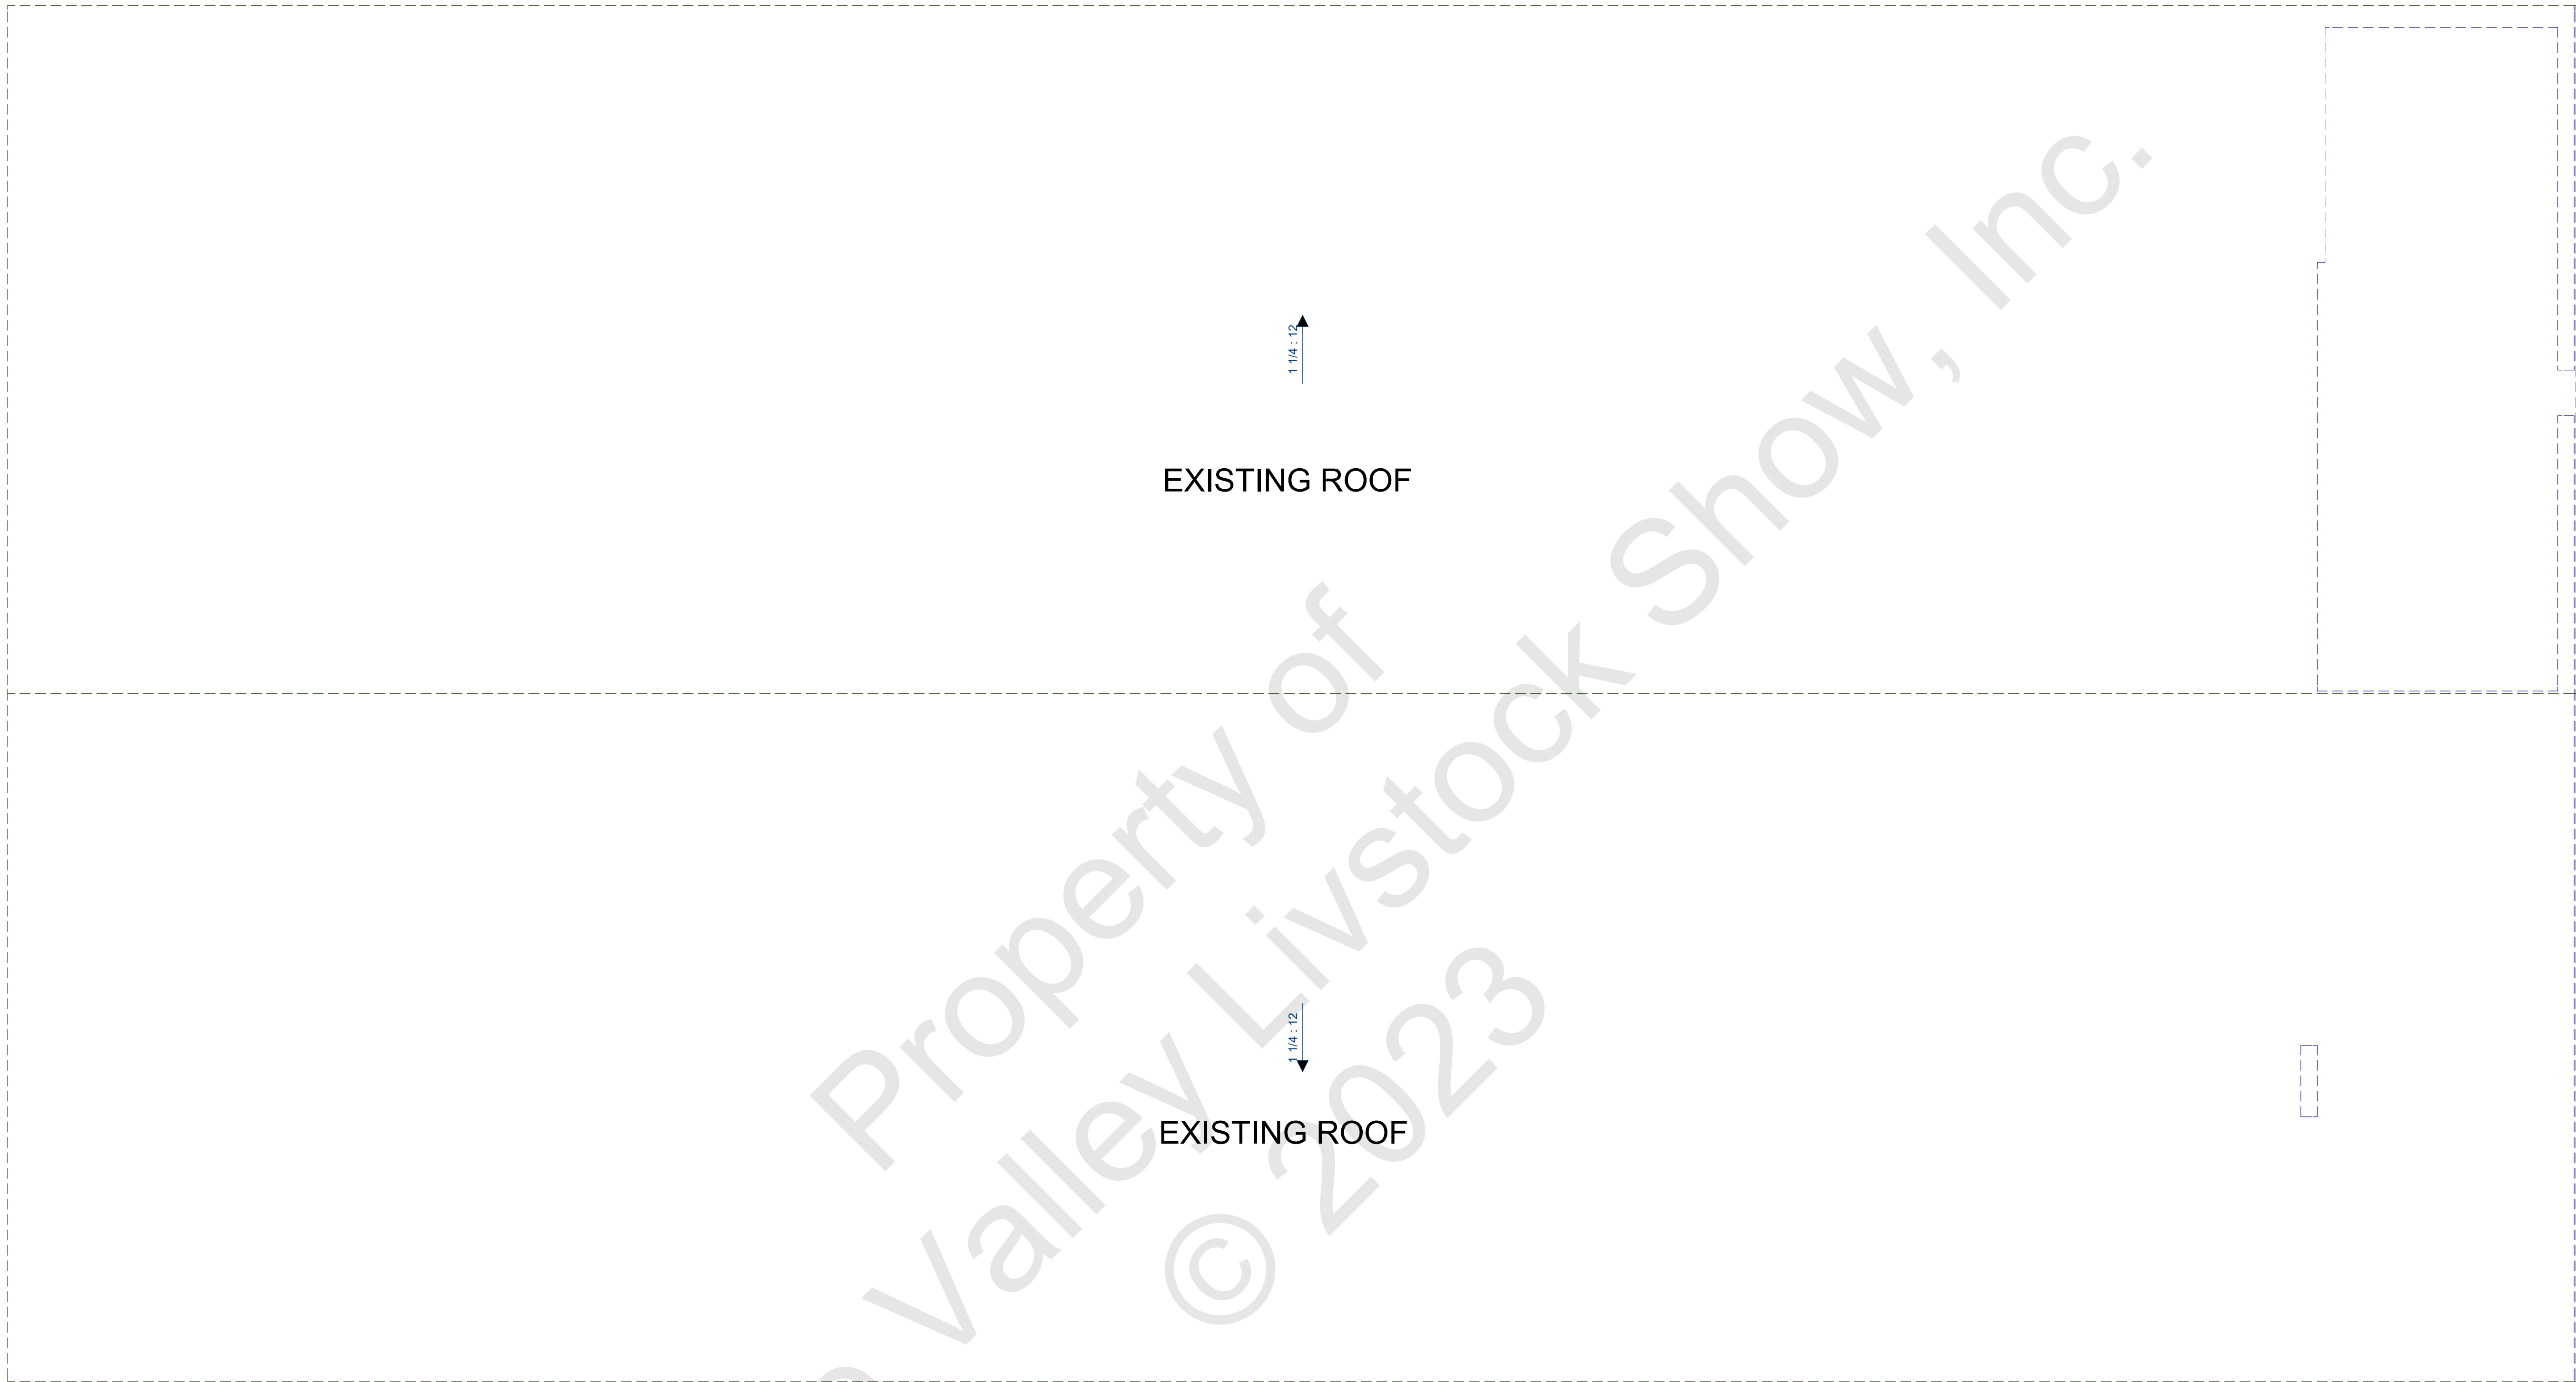 1 1/4 : 12
EXISTING ROOF
Property of
Valley Livstock Show, Inc.
© 2023
1 1/4 : 12
EXISTING ROOF